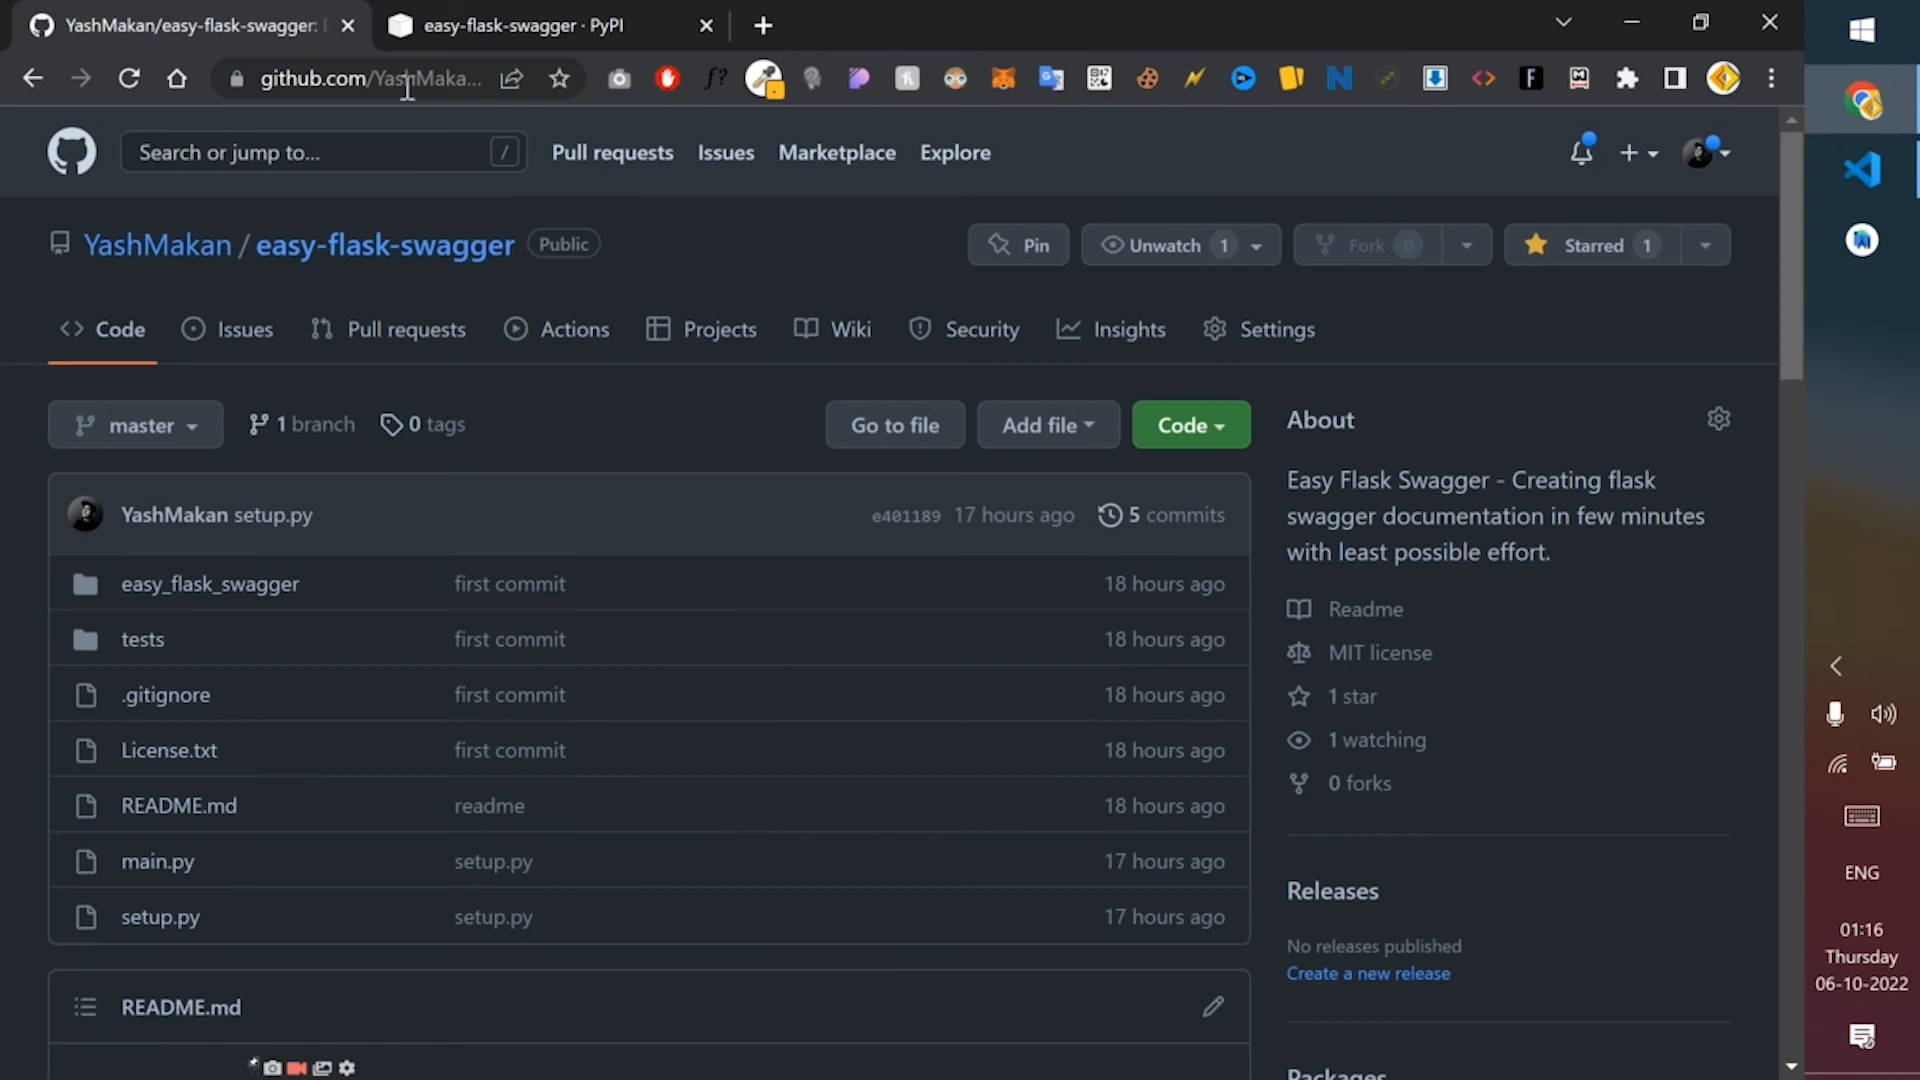 YashMakan/easy-flask-swagger:
easy-flask-swagger · PyPI
github.com/YashMaka...
Search or jump to...
/
Pull requests
Issues
Marketplace
Explore
YashMakan / easy-flask-swagger
Public
Pin
Unwatch 1
Fork 0
Starred 1
Code
Issues
Pull requests
Actions
Projects
Wiki
Security
Insights
Settings
master
1 branch
0 tags
Go to file
Add file
Code
YashMakan setup.py
e401189 17 hours ago
5 commits
easy_flask_swagger first commit 18 hours ago
tests first commit 18 hours ago
.gitignore first commit 18 hours ago
License.txt first commit 18 hours ago
README.md readme 18 hours ago
main.py setup.py 17 hours ago
setup.py setup.py 17 hours ago
README.md
About
Easy Flask Swagger - Creating flask
swagger documentation in few minutes
with least possible effort.
Readme
MIT license
1 star
1 watching
0 forks
Releases
No releases published
Create a new release
Packages
ENG
01:16
Thursday
06-10-2022